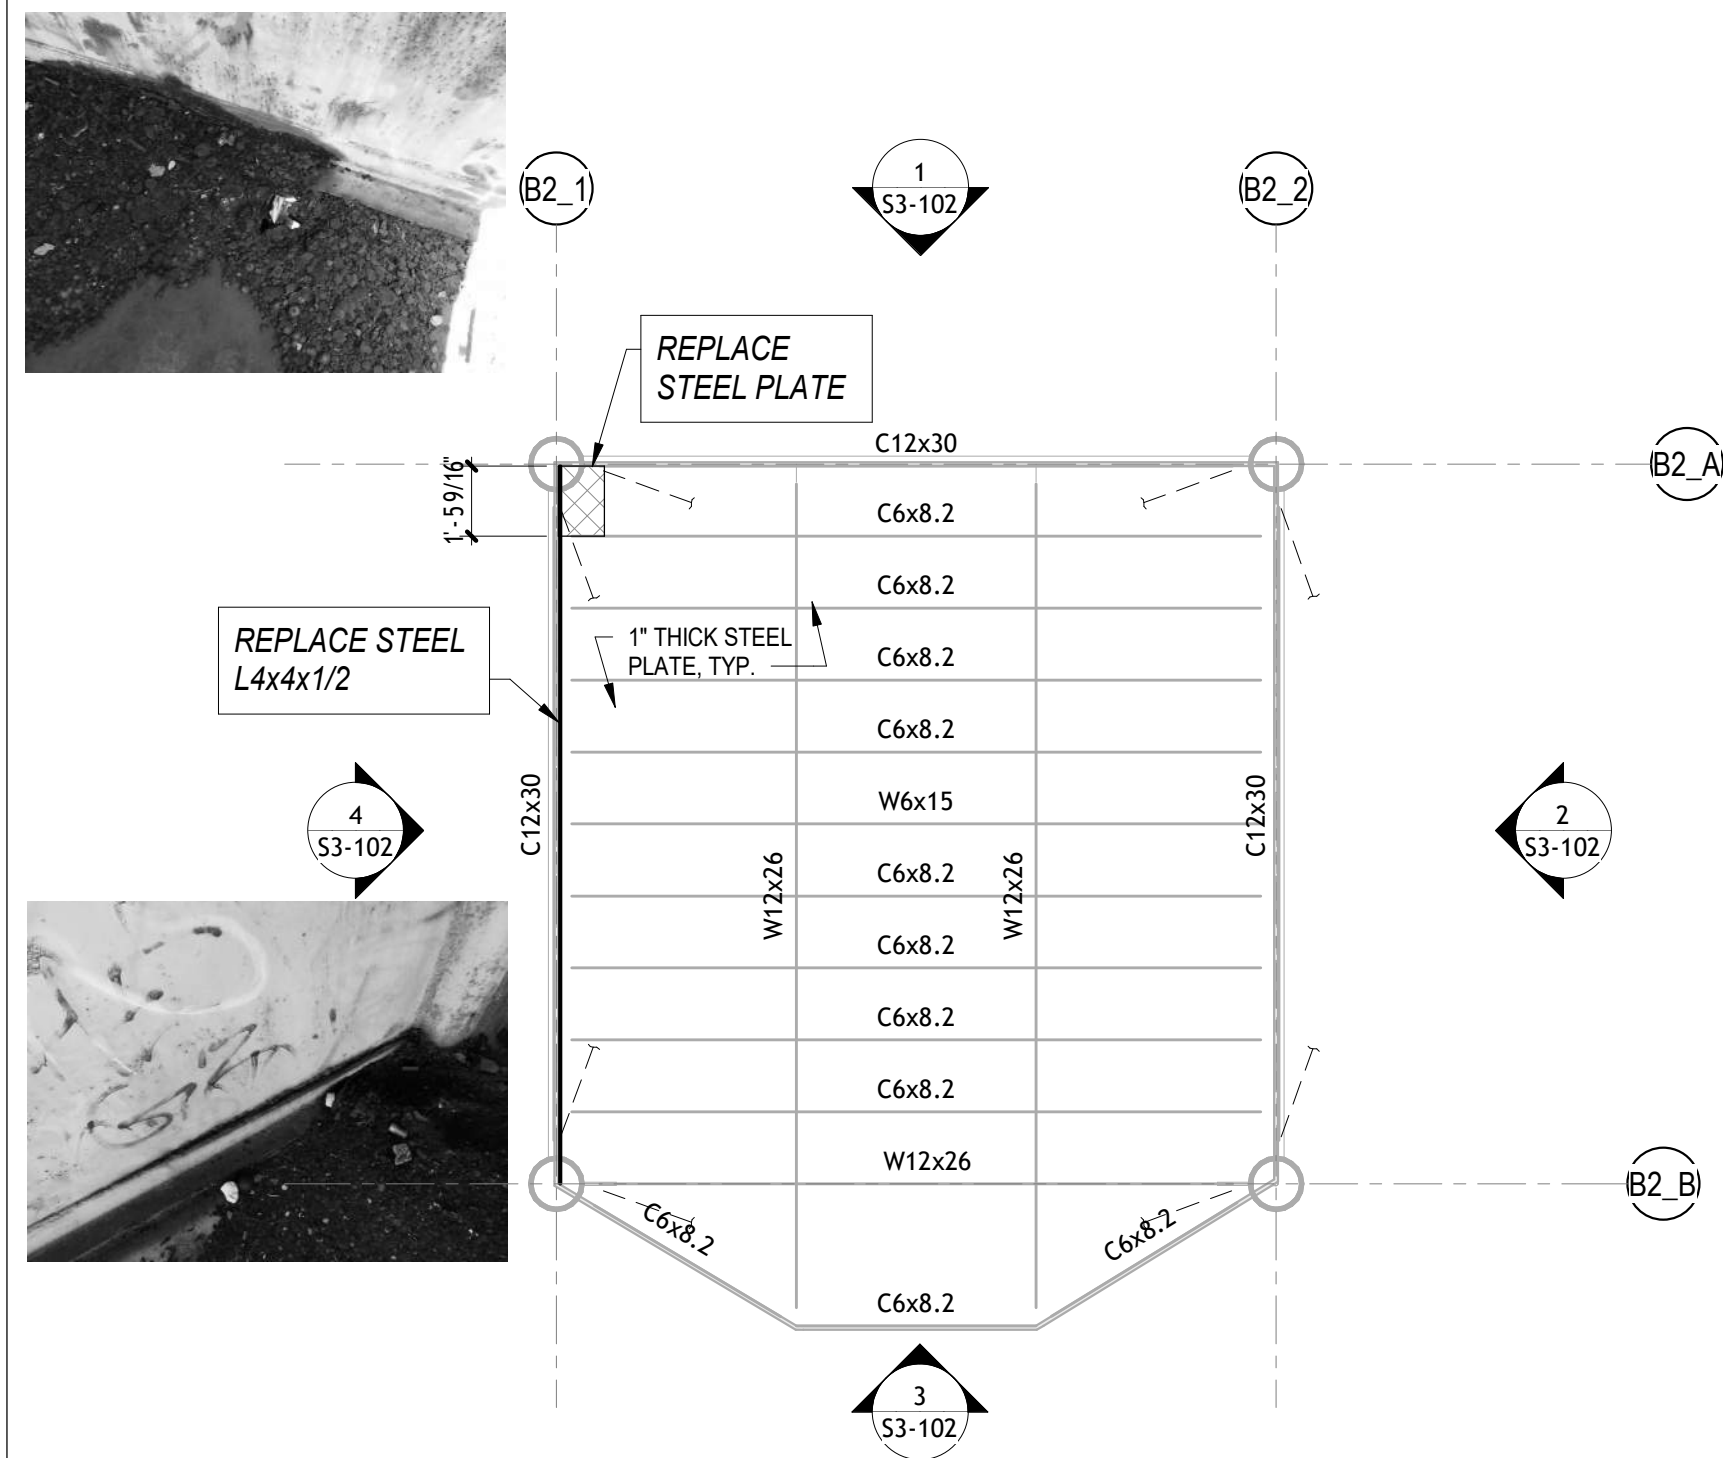 B2_1
1
S3-102
B2_2
REPLACE
STEEL PLATE
C12x30
B2_A
1'-5 9/16"
C6x8.2
C6x8.2
REPLACE STEEL
L4x4x1/2
1" THICK STEEL
PLATE, TYP.
C6x8.2
C6x8.2
4
S3-102
C12x30
W6x15
C12x30
2
S3-102
W12x26
C6x8.2
W12x26
C6x8.2
C6x8.2
C6x8.2
W12x26
B2_B
C6x8.2
C6x8.2
C6x8.2
3
S3-102